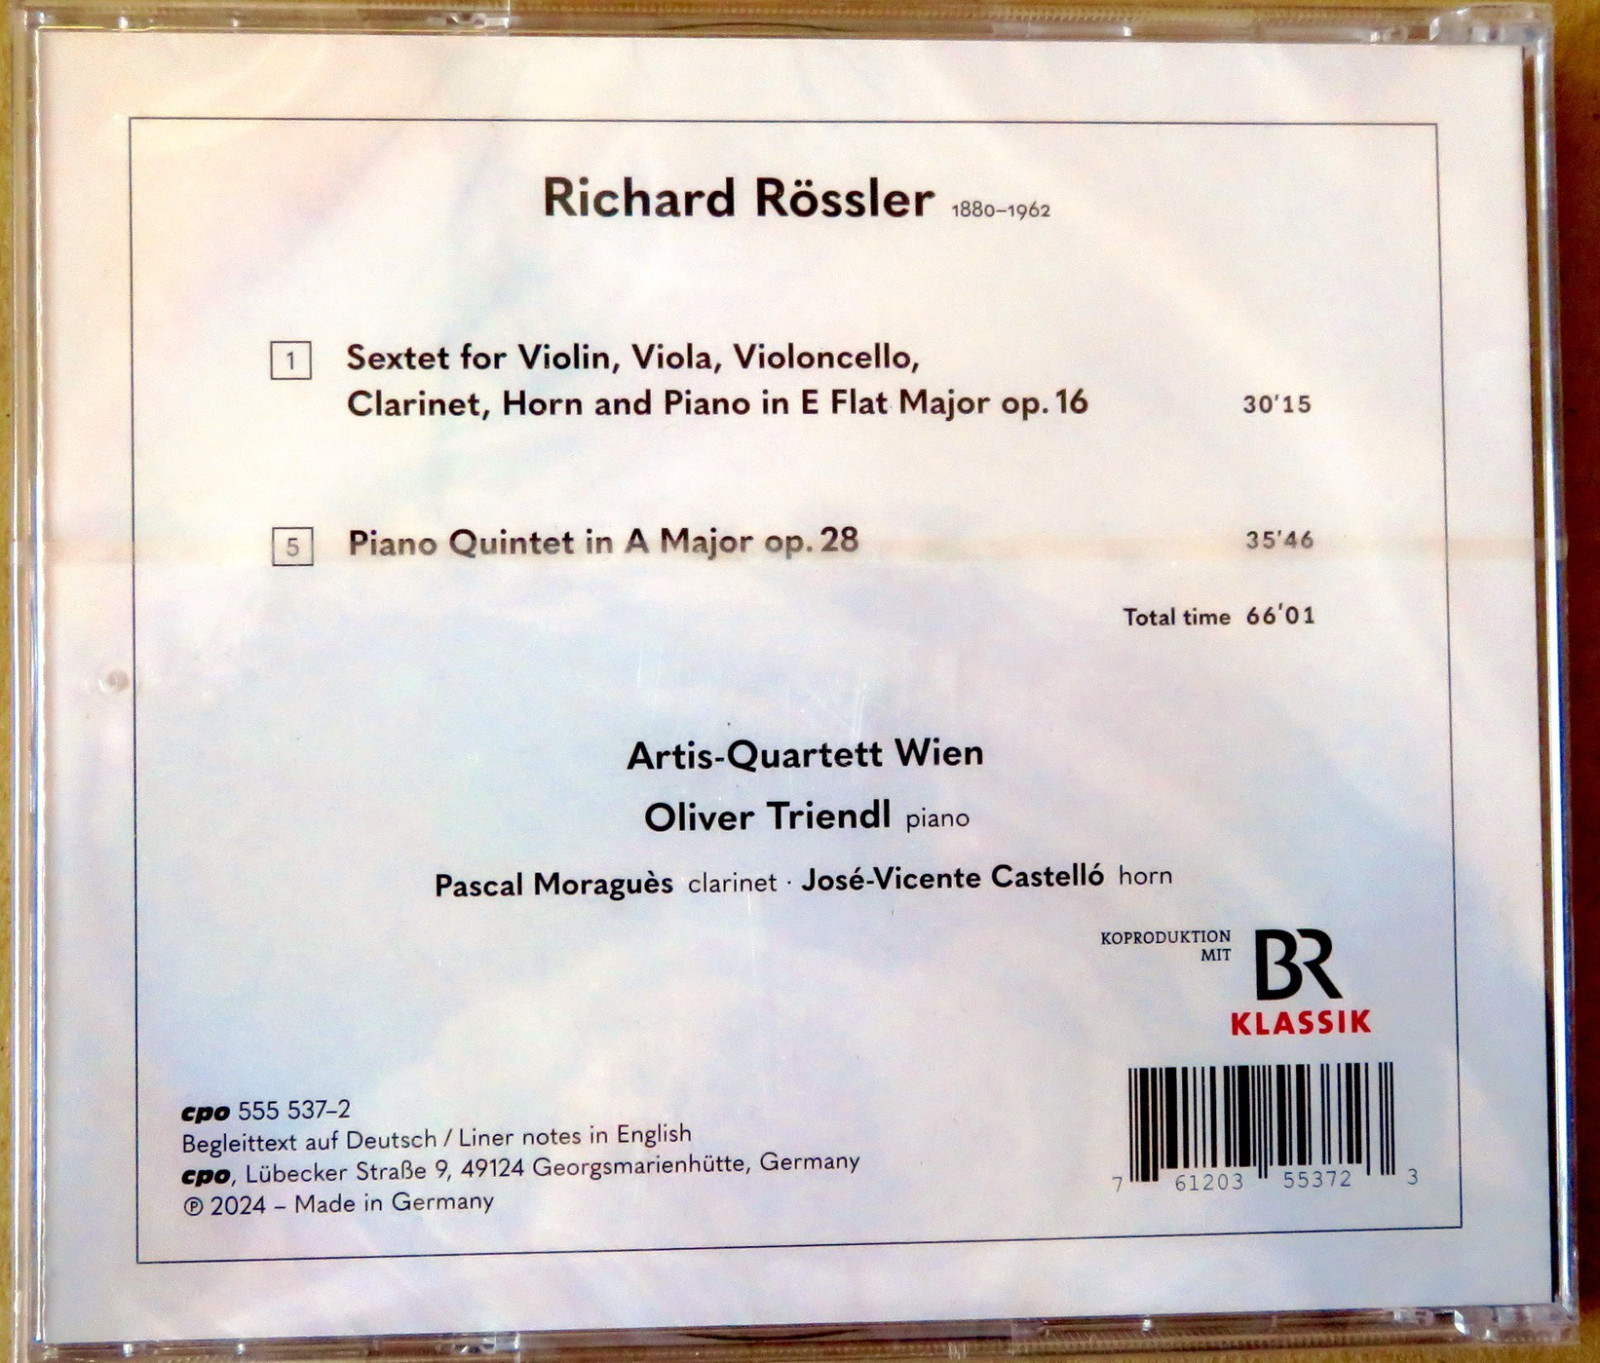 Richard Rössler 1880–1962
1 Sextet for Violin, Viola, Violoncello,
Clarinet, Horn and Piano in E Flat Major op. 16 30'15
5 Piano Quintet in A Major op. 28 35'46
Total time 66'01
Artis-Quartett Wien
Oliver Triendl piano
Pascal Moraguès clarinet · José-Vicente Castelló horn
KOPRODUKTION
MIT
BR
KLASSIK
cpo 555 537–2
Begleittext auf Deutsch / Liner notes in English
cpo, Lübecker Straße 9, 49124 Georgsmarienhütte, Germany
℗ 2024 – Made in Germany
7 61203 55372 3